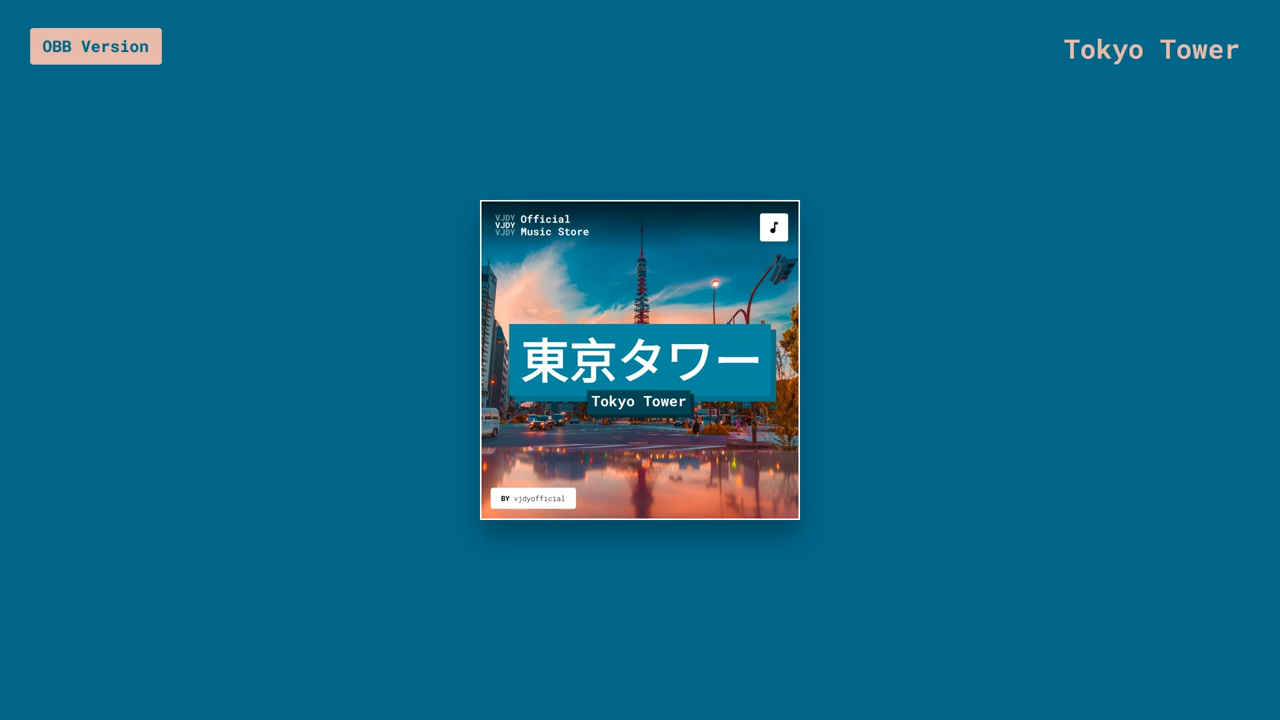 OBB Version
Tokyo Tower
VJDY
VJDY
VJDY
Official
Music Store
東京タワー
Tokyo Tower
BY vjdyofficial